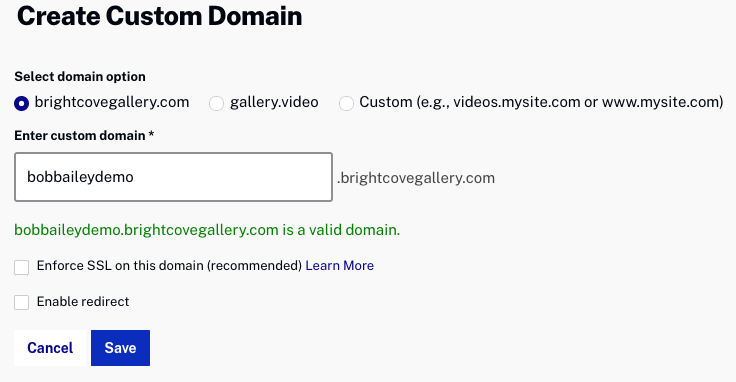 Create Custom Domain
Select domain option
brightcovegallery.com gallery.video Custom (e.g., videos.mysite.com or www.mysite.com)
Enter custom domain *
bobbaileydemo .brightcovegallery.com
bobbaileydemo.brightcovegallery.com is a valid domain.
Enforce SSL on this domain (recommended) Learn More
Enable redirect
Cancel Save